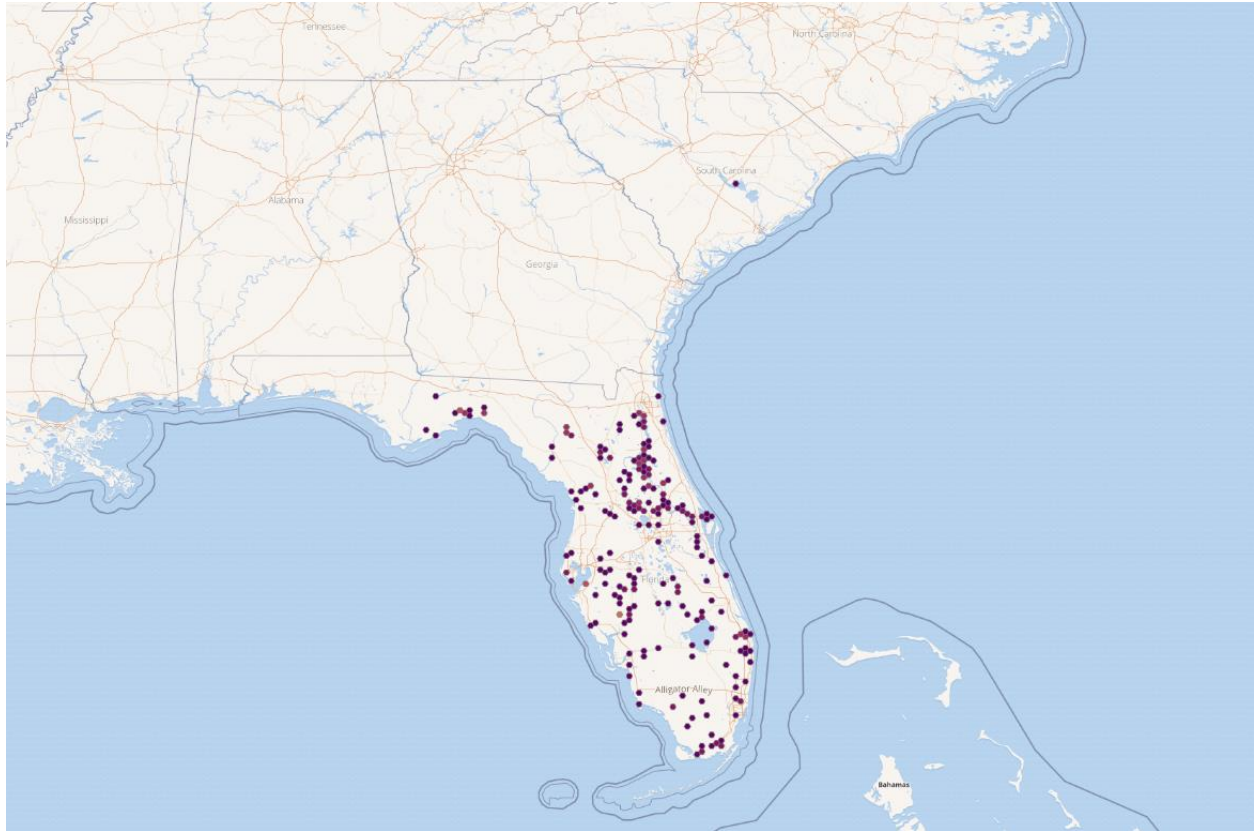 Tennessee
North Carolina
South Carolina
Mississippi
Alabama
Georgia
Florida
Alligator Alley
Bahamas